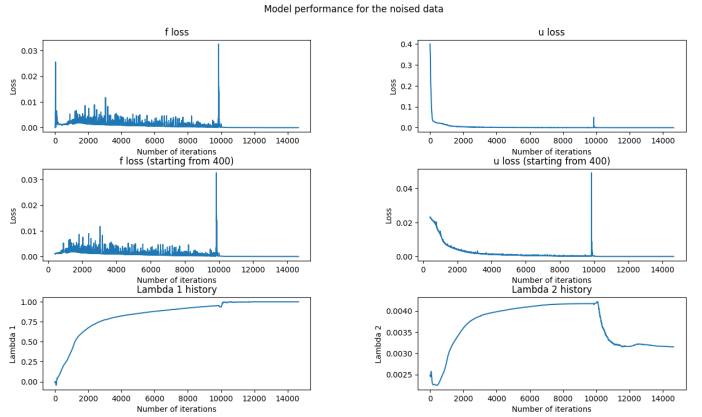 Model performance for the noised data
f loss
Loss
0.03
0.02
0.01
0.00
0 2000 4000 6000 8000 10000 12000 14000
Number of iterations
u loss
Loss
0.4
0.3
0.2
0.1
0.0
0 2000 4000 6000 8000 10000 12000 14000
Number of iterations
f loss (starting from 400)
Loss
0.03
0.02
0.01
0.00
0 2000 4000 6000 8000 10000 12000 14000
Number of iterations
u loss (starting from 400)
Loss
0.04
0.02
0.00
0 2000 4000 6000 8000 10000 12000 14000
Number of iterations
Lambda 1 history
Lambda 1
1.00
0.75
0.50
0.25
0.00
0 2000 4000 6000 8000 10000 12000 14000
Number of iterations
Lambda 2 history
Lambda 2
0.0040
0.0035
0.0030
0.0025
0 2000 4000 6000 8000 10000 12000 14000
Number of iterations